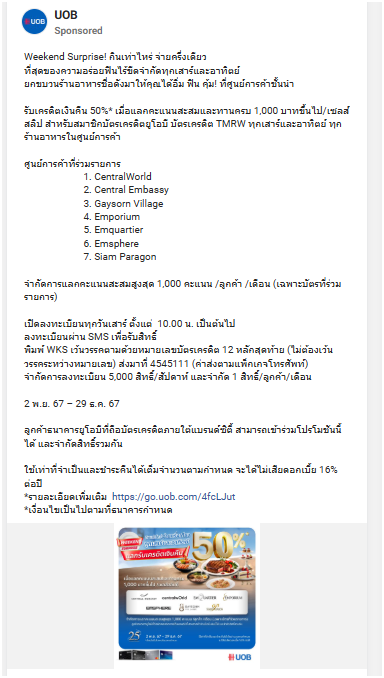 UOB
Sponsored
Weekend Surprise! กินเท่าไหร่ จ่ายครึ่งเดียว
ที่สุดของความอร่อยฟินไร้ขีดจำกัดทุกเสาร์และอาทิตย์
ยกขบวนร้านอาหารชื่อดังมาให้คุณได้อิ่ม ฟิน คุ้ม! ที่ศูนย์การค้าชั้นนำ
รับเครดิตเงินคืน 50%* เมื่อแลกคะแนนสะสมและทานครบ 1,000 บาทขึ้นไป/เซลส์
สลิป สำหรับสมาชิกบัตรเครดิตยูโอบี บัตรเครดิต TMRW ทุกเสาร์และอาทิตย์ ทุก
ร้านอาหารในศูนย์การค้า
ศูนย์การค้าที่ร่วมรายการ
1. CentralWorld
2. Central Embassy
3. Gaysorn Village
4. Emporium
5. Emquartier
6. Emsphere
7. Siam Paragon
จำกัดการแลกคะแนนสะสมสูงสุด 1,000 คะแนน /ลูกค้า /เดือน (เฉพาะบัตรที่ร่วม
รายการ)
เปิดลงทะเบียนทุกวันเสาร์ ตั้งแต่ 10.00 น. เป็นต้นไป
ลงทะเบียนผ่าน SMS เพื่อรับสิทธิ์
พิมพ์ WKS เว้นวรรคตามด้วยหมายเลขบัตรเครดิต 12 หลักสุดท้าย (ไม่ต้องเว้น
วรรคระหว่างหมายเลข) ส่งมาที่ 4545111 (ค่าส่งตามแพ็กเกจโทรศัพท์)
จำกัดการลงทะเบียน 5,000 สิทธิ์/สัปดาห์ และจำกัด 1 สิทธิ์/ลูกค้า/เดือน
2 พ.ย. 67 – 29 ธ.ค. 67
ลูกค้าธนาคารยูโอบีที่ถือบัตรเครดิตภายใต้แบรนด์ซิตี้ สามารถเข้าร่วมโปรโมชันนี้
ได้ และจำกัดสิทธิ์รวมกัน
ใช้เท่าที่จำเป็นและชำระคืนได้เต็มจำนวนตามกำหนด จะได้ไม่เสียดอกเบี้ย 16%
ต่อปี
*รายละเอียดเพิ่มเติม https://go.uob.com/4fcLJut
*เงื่อนไขเป็นไปตามที่ธนาคารกำหนด
50%
เครดิตเงินคืน
centralwOrld
EMSPHERE
25
UOB
UOB